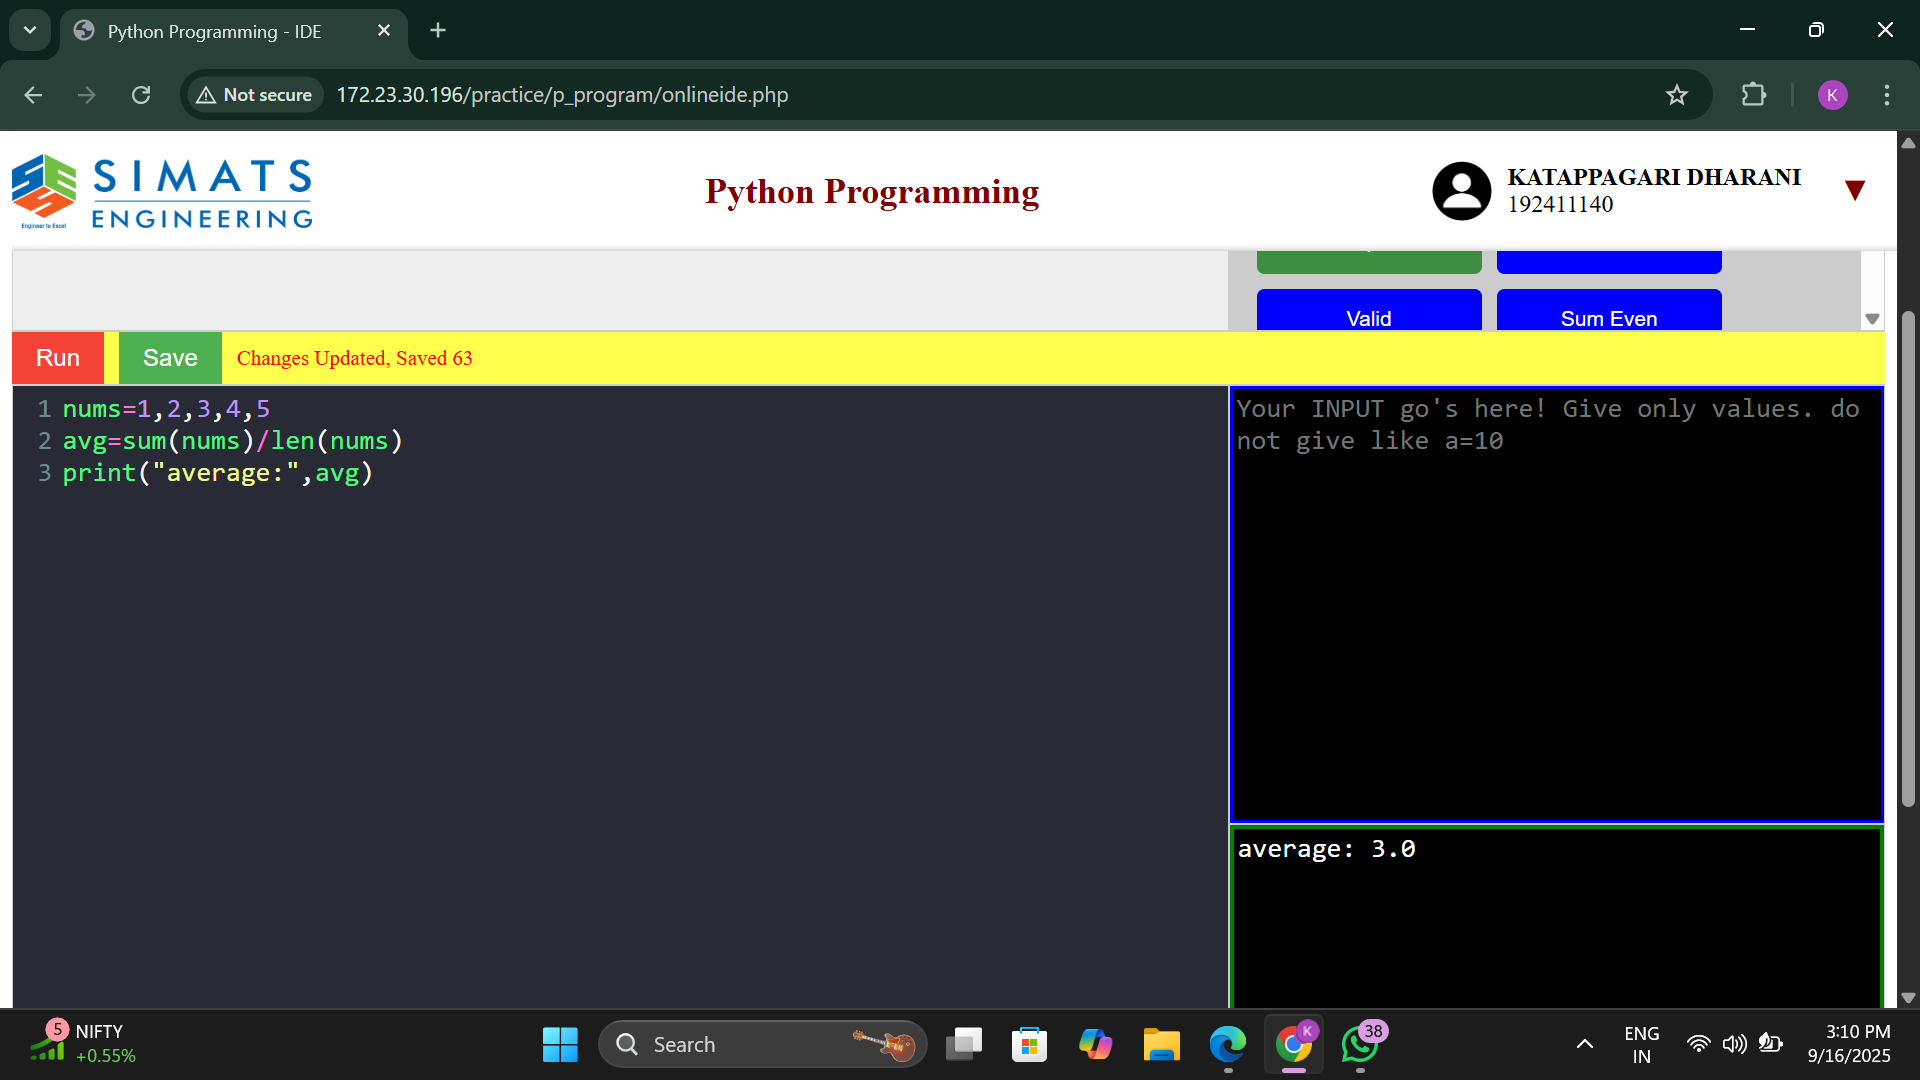 Python Programming - IDE
Not secure
172.23.30.196/practice/p_program/onlineide.php
K
SIMATS
ENGINEERING
Engineer to Excel
Python Programming
KATAPPAGARI DHARANI
192411140
Valid
Sum Even
Run
Save
Changes Updated, Saved 63
1 nums=1,2,3,4,5
2 avg=sum(nums)/len(nums)
3 print("average:",avg)
Your INPUT go's here! Give only values. do
not give like a=10
average: 3.0
5
NIFTY
+0.55%
Search
K
38
ENG
IN
3:10 PM
9/16/2025